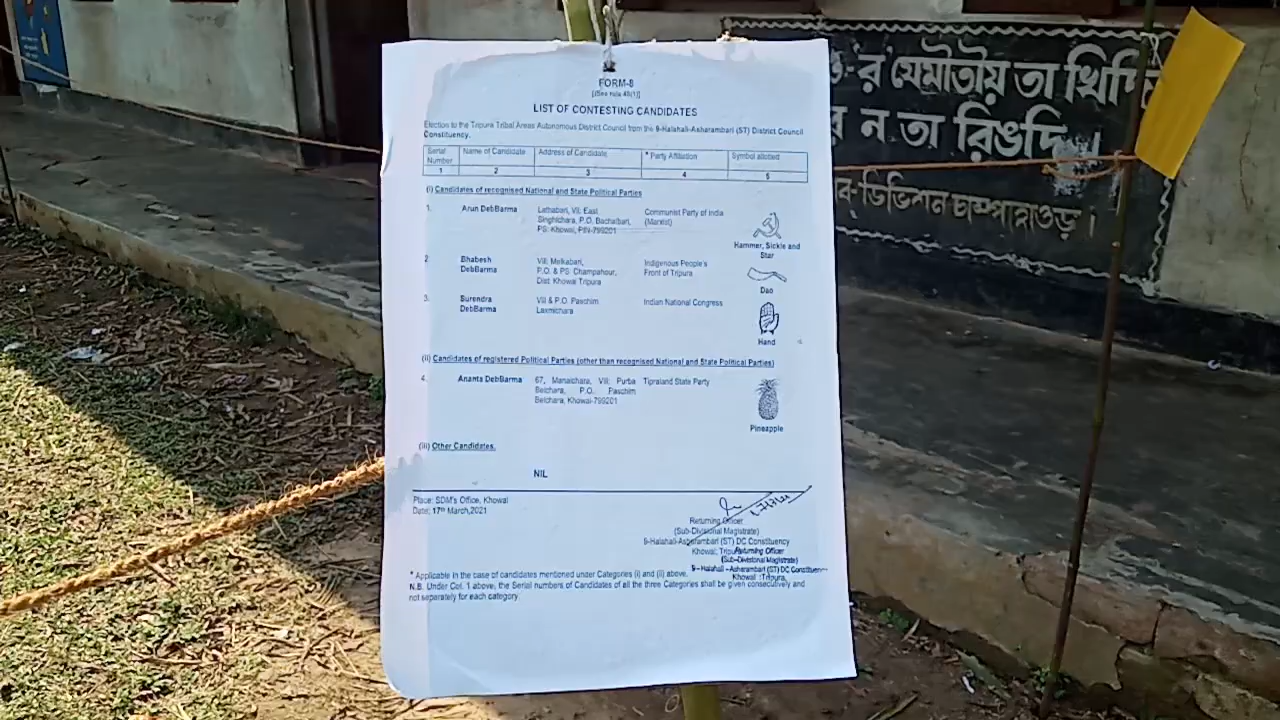 FORM-8
[See rule 40(1)]
LIST OF CONTESTING CANDIDATES
Election to the Tripura Tribal Areas Autonomous District Council from the 9-Halahali-Asharambari (ST) District Council
Constituency.
Serial Number Name of Candidate Address of Candidate * Party Affiliation Symbol allotted
1 2 3 4 5
(i) Candidates of recognised National and State Political Parties
1. Arun DebBarma Vill. East Communist Party of India
Singhichara, P.O. Bachaibari, (Marxist)
PS: Khowai, PIN-799201
Hammer, Sickle and
Star
2. Bhabesh Vill: Indigenous People's
DebBarma P.O. & PS: Champahour, Front of Tripura
Dist: Khowai Tripura
Dao
3. Surendra Vill & P.O. Paschim Indian National Congress
DebBarma Laxmichara
Hand
(ii) Candidates of registered Political Parties (other than recognised National and State Political Parties)
4. Ananta DebBarma 67, Manaichara, Vill: Purba Tipraland State Party
Belchara, P.O. Paschim
Belchara, Khowai-799201
Pineapple
(iii) Other Candidates.
NIL
Place: SDM's Office, Khowai
Date: 17th March,2021
Returning Officer
(Sub-Divisional Magistrate)
9-Halahali-Asharambari (ST) DC Constituency
Khowai, Tripura
Returning Officer
(Sub-Divisional Magistrate)
9-Halahali-Asharambari (ST) DC Constituency
Khowai :Tripura
* Applicable in the case of candidates mentioned under Categories (i) and (ii) above.
N.B. Under Col. 1 above, the Serial numbers of Candidates of all the three Categories shall be given consecutively and
not separately for each category
র যেমীতীয় তা খিদি
ন তা রিঙদি।
ডিভিশন চাম্পাহাওড়।